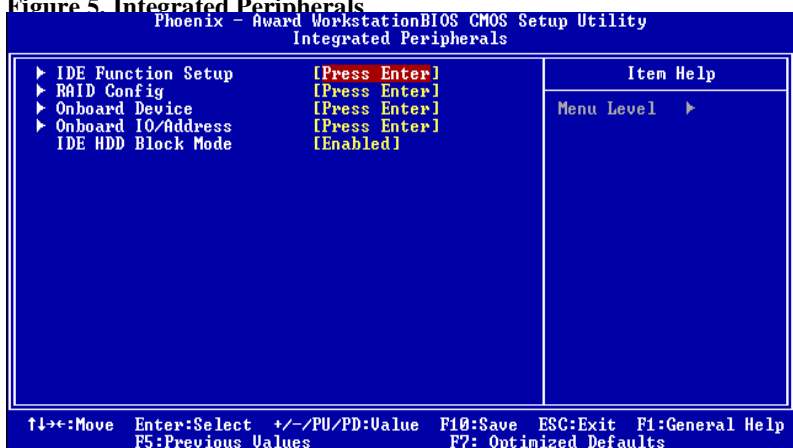 Figure 5. Integrated Peripherals
Phoenix - Award WorkstationBIOS CMOS Setup Utility
Integrated Peripherals
▶ IDE Function Setup [Press Enter]
▶ RAID Config [Press Enter]
▶ Onboard Device [Press Enter]
▶ Onboard IO/Address [Press Enter]
IDE HDD Block Mode [Enabled]
Item Help
Menu Level ▶
↑↓→←:Move Enter:Select +/-/PU/PD:Value F10:Save ESC:Exit F1:General Help
F5:Previous Values F7: Optimized Defaults